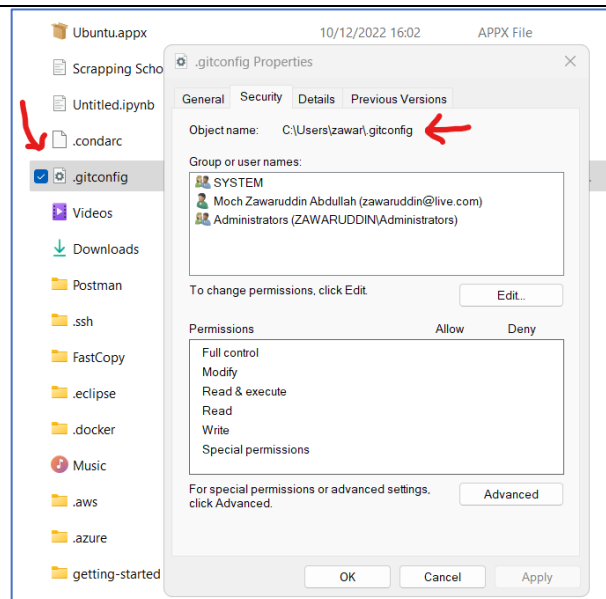 Ubuntu.appx 10/12/2022 16:02 APPX File
Scrapping Scho
Untitled.ipynb
.condarc
.gitconfig
Videos
Downloads
Postman
.ssh
FastCopy
.eclipse
.docker
Music
.aws
.azure
getting-started
.gitconfig Properties
General Security Details Previous Versions
Object name: C:\Users\zawar\.gitconfig
Group or user names:
SYSTEM
Moch Zawaruddin Abdullah (zawaruddin@live.com)
Administrators (ZAWARUDDIN\Administrators)
To change permissions, click Edit.
Edit...
Permissions Allow Deny
Full control
Modify
Read & execute
Read
Write
Special permissions
For special permissions or advanced settings,
click Advanced.
Advanced
OK Cancel Apply